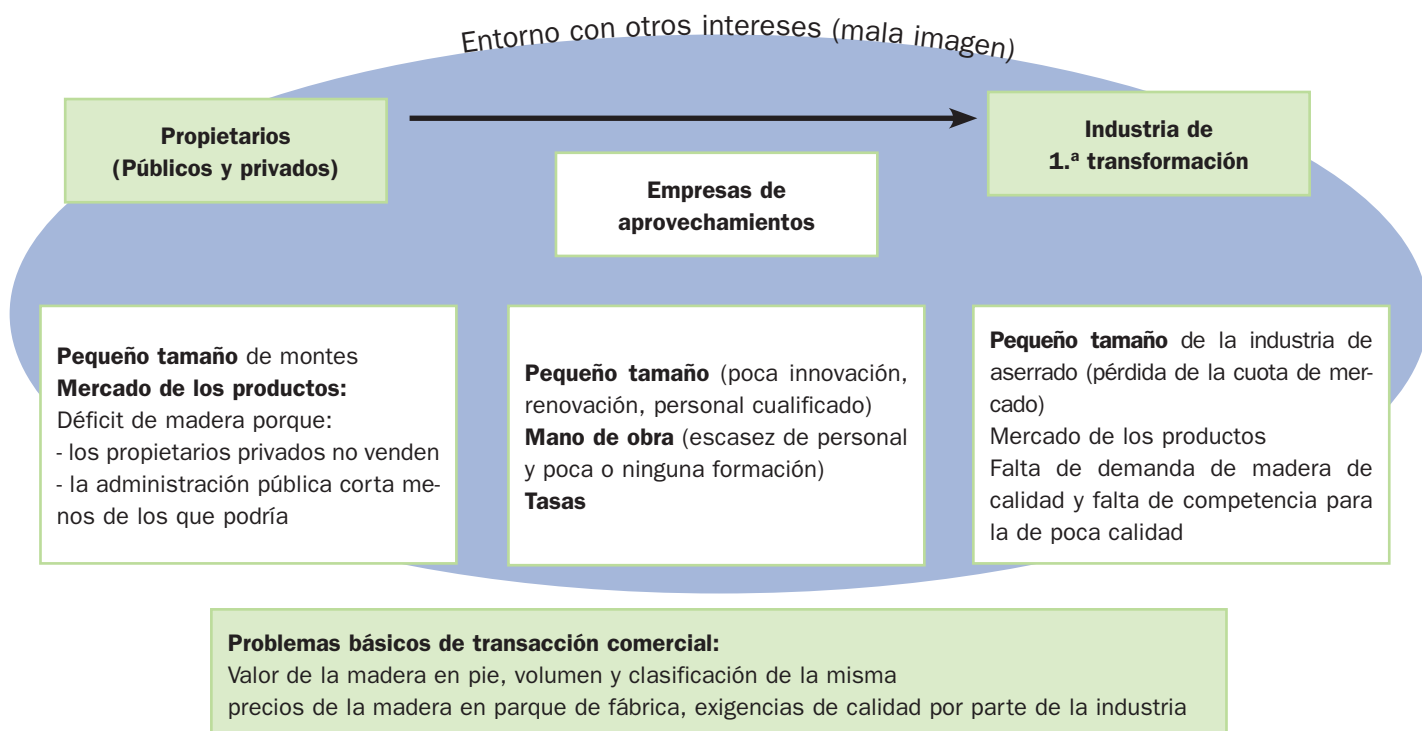 Entorno con otros intereses (mala imagen)
Propietarios
(Públicos y privados)
Industria de
1.ª transformación
Empresas de
aprovechamientos
Pequeño tamaño de montes
Mercado de los productos:
Déficit de madera porque:
- los propietarios privados no venden
- la administración pública corta me-
nos de los que podría
Pequeño tamaño (poca innovación,
renovación, personal cualificado)
Mano de obra (escasez de personal
y poca o ninguna formación)
Tasas
Pequeño tamaño de la industria de
aserrado (pérdida de la cuota de mer-
cado)
Mercado de los productos
Falta de demanda de madera de
calidad y falta de competencia para
la de poca calidad
Problemas básicos de transacción comercial:
Valor de la madera en pie, volumen y clasificación de la misma
precios de la madera en parque de fábrica, exigencias de calidad por parte de la industria